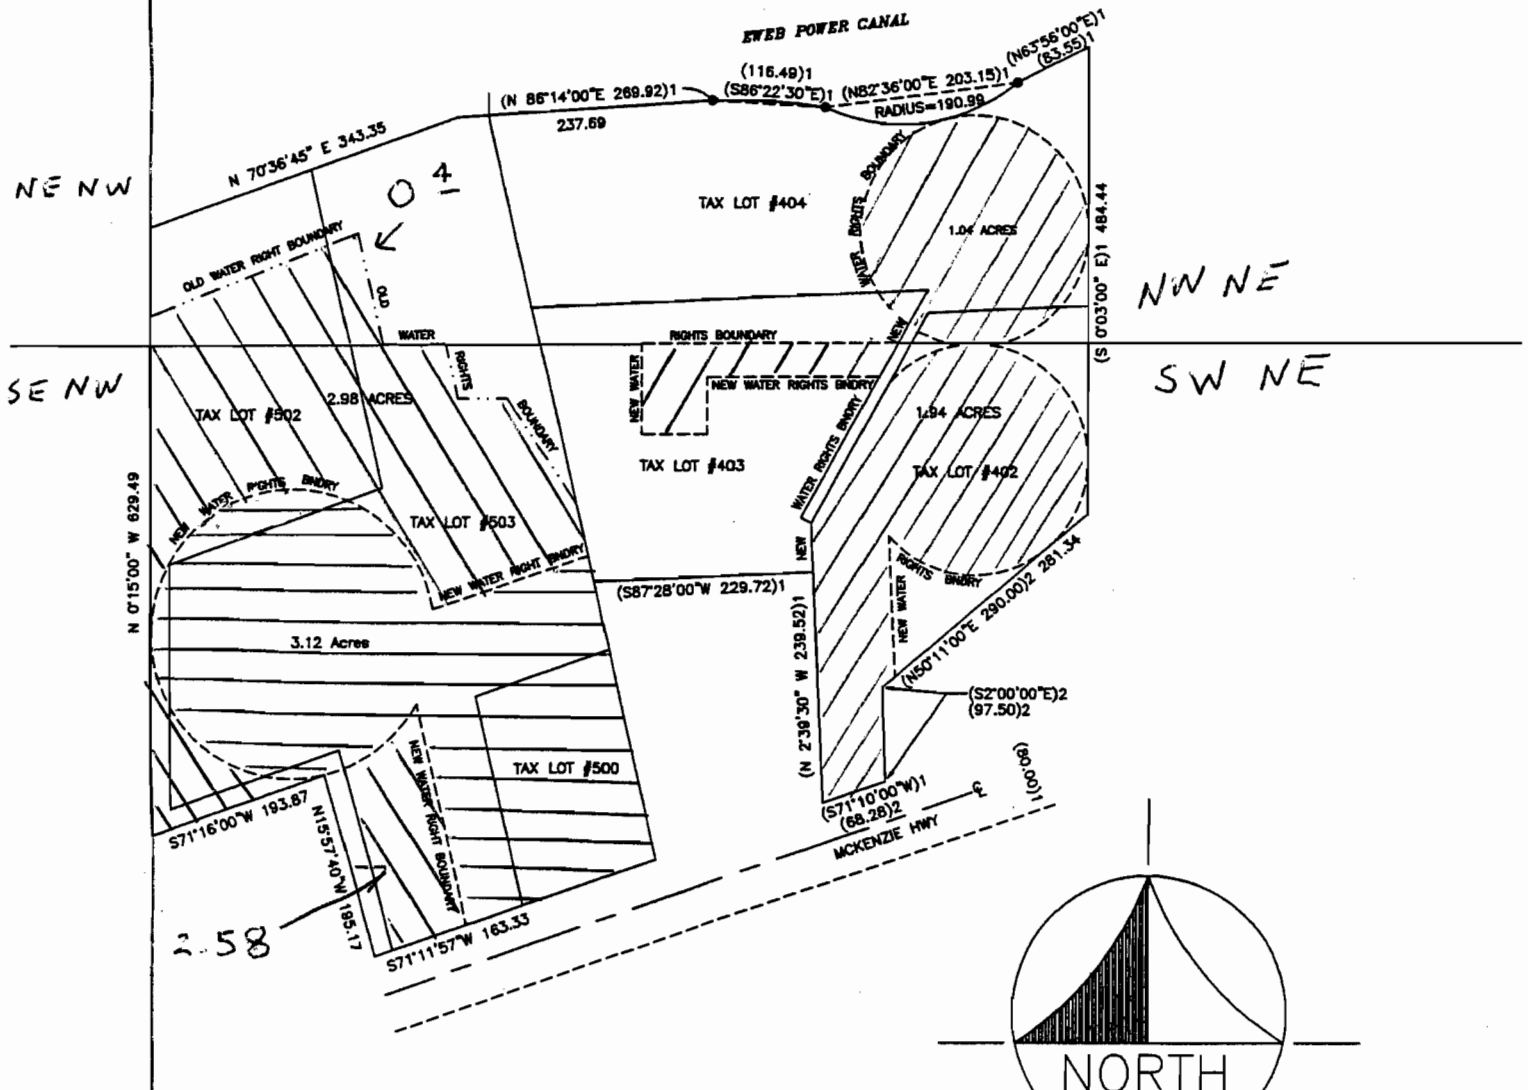 EWEB POWER CANAL
(N63°56'00"E)1
(83.55)1
(116.49)1
(N 86°14'00"E 269.92)1
(S86°22'30"E)1
(N82°36'00"E 203.15)1
RADIUS=190.99
237.69
N 70°36'45" E 343.35
NE NW
0.4
TAX LOT #404
WATER RIGHTS BOUNDARY
1.04 ACRES
(S 0°03'00" E)1 484.44
OLD WATER RIGHT BOUNDARY
OLD
WATER
RIGHTS
BOUNDARY
NW NE
NEW
RIGHTS BOUNDARY
NEW WATER
NEW WATER RIGHTS BNDRY
SE NW
SW NE
2.98 ACRES
TAX LOT #502
1.94 ACRES
WATER RIGHTS BNDRY
TAX LOT #403
TAX LOT #402
N 0°15'00" W 629.49
NEW WATER RIGHTS BNDRY
TAX LOT #503
NEW
RIGHTS BNDRY
NEW WATER
NEW WATER RIGHT BNDRY
(S87°28'00"W 229.72)1
(N50°11'00"E 290.00)2 281.34
3.12 Acres
(N 2°39'30" W 239.52)1
(S2°00'00"E)2
(97.50)2
TAX LOT #500
NEW WATER RIGHT BOUNDARY
(80.00)1
(S71°10'00"W)1
(68.28)2
MCKENZIE HWY
S71°16'00"W 193.87
N15°57'40"W 195.17
2.58
S71°11'57"W 163.33
NORTH